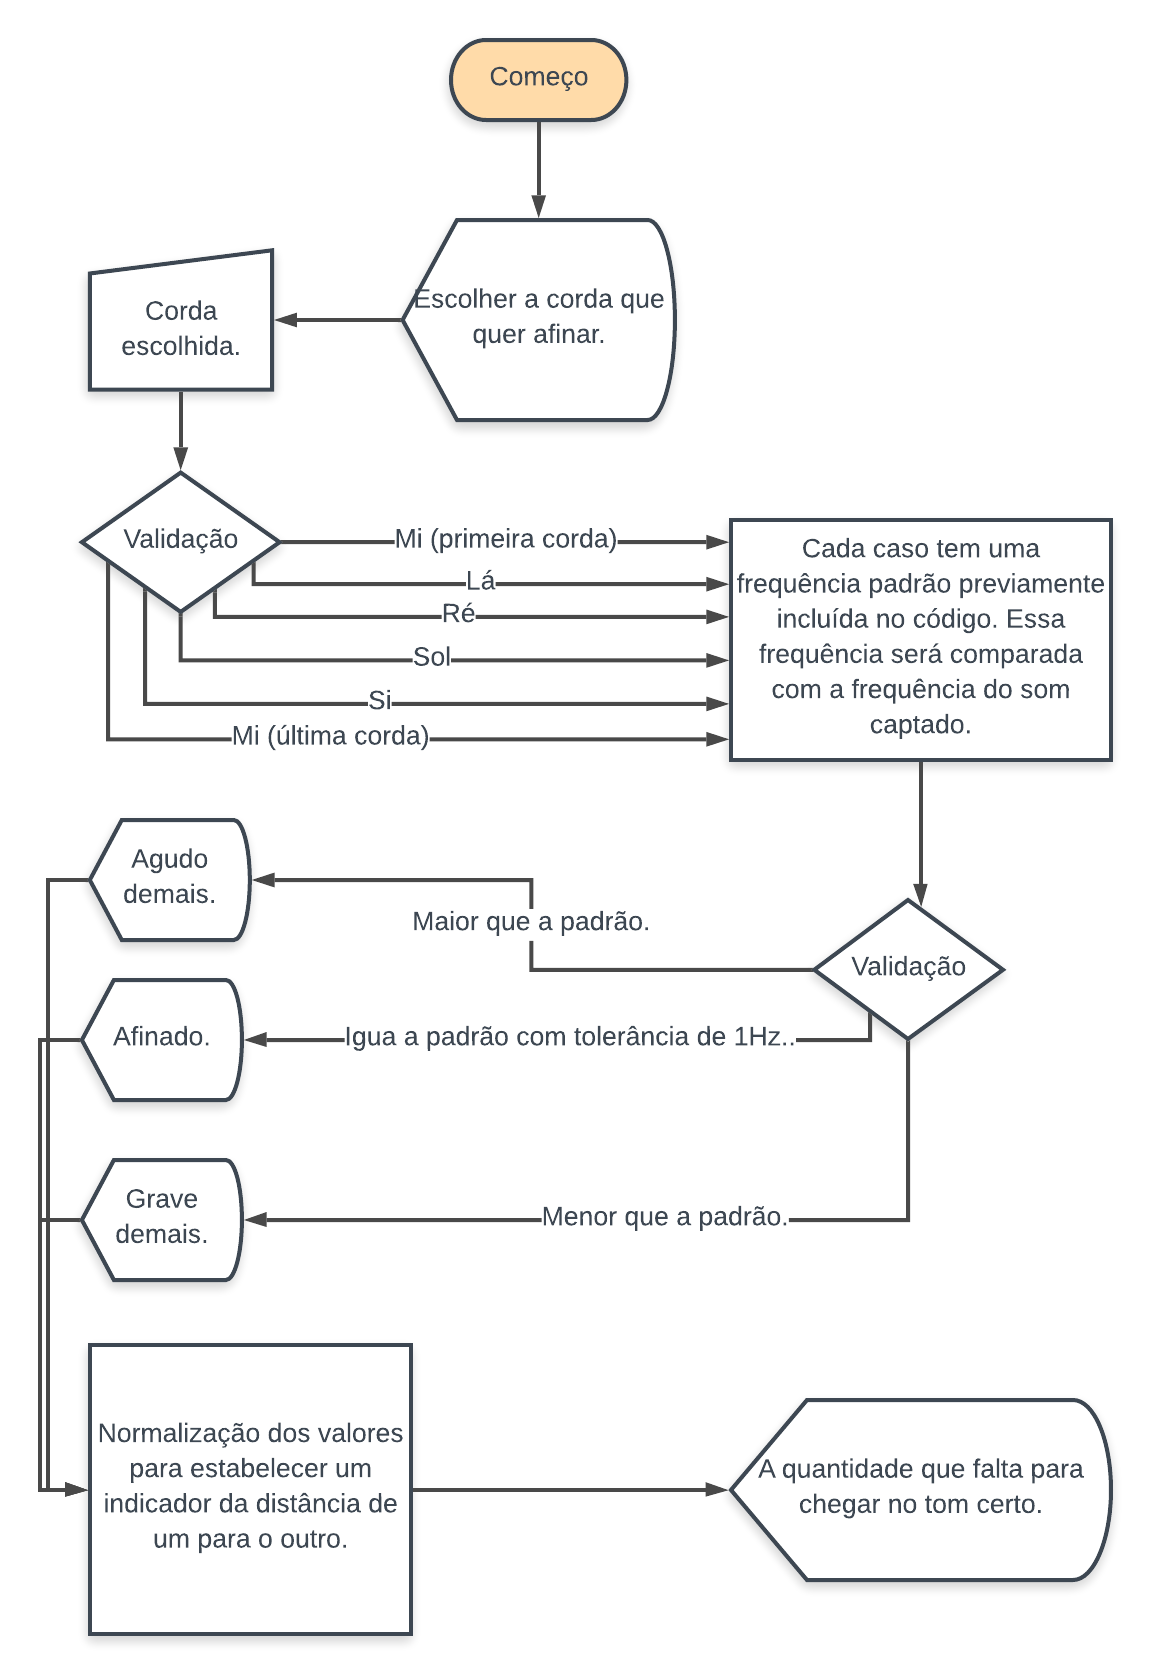 Começo
Escolher a corda que
quer afinar.
Corda
escolhida.
Validação
Mi (primeira corda)
Lá
Ré
Sol
Si
Mi (última corda)
Cada caso tem uma
frequência padrão previamente
incluída no código. Essa
frequência será comparada
com a frequência do som
captado.
Validação
Maior que a padrão.
Agudo
demais.
Igua a padrão com tolerância de 1Hz..
Afinado.
Menor que a padrão.
Grave
demais.
Normalização dos valores
para estabelecer um
indicador da distância de
um para o outro.
A quantidade que falta para
chegar no tom certo.